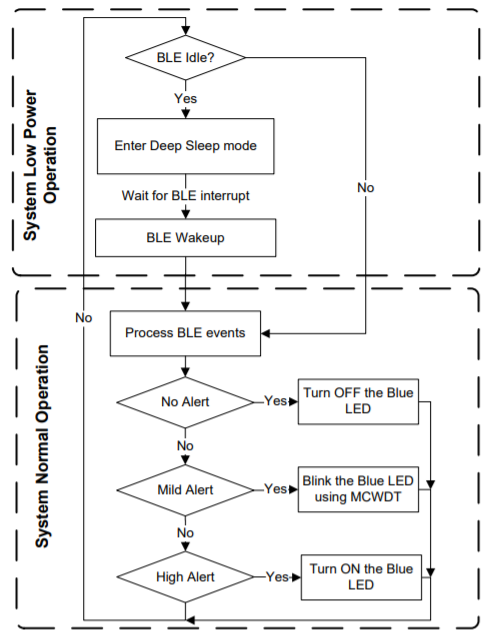 System Low Power
Operation
BLE Idle?
Yes
Enter Deep Sleep mode
No
Wait for BLE interrupt
BLE Wakeup
System Normal Operation
No
Process BLE events
No Alert
Yes
Turn OFF the Blue
LED
No
Mild Alert
Yes
Blink the Blue LED
using MCWDT
No
High Alert
Yes
Turn ON the Blue
LED